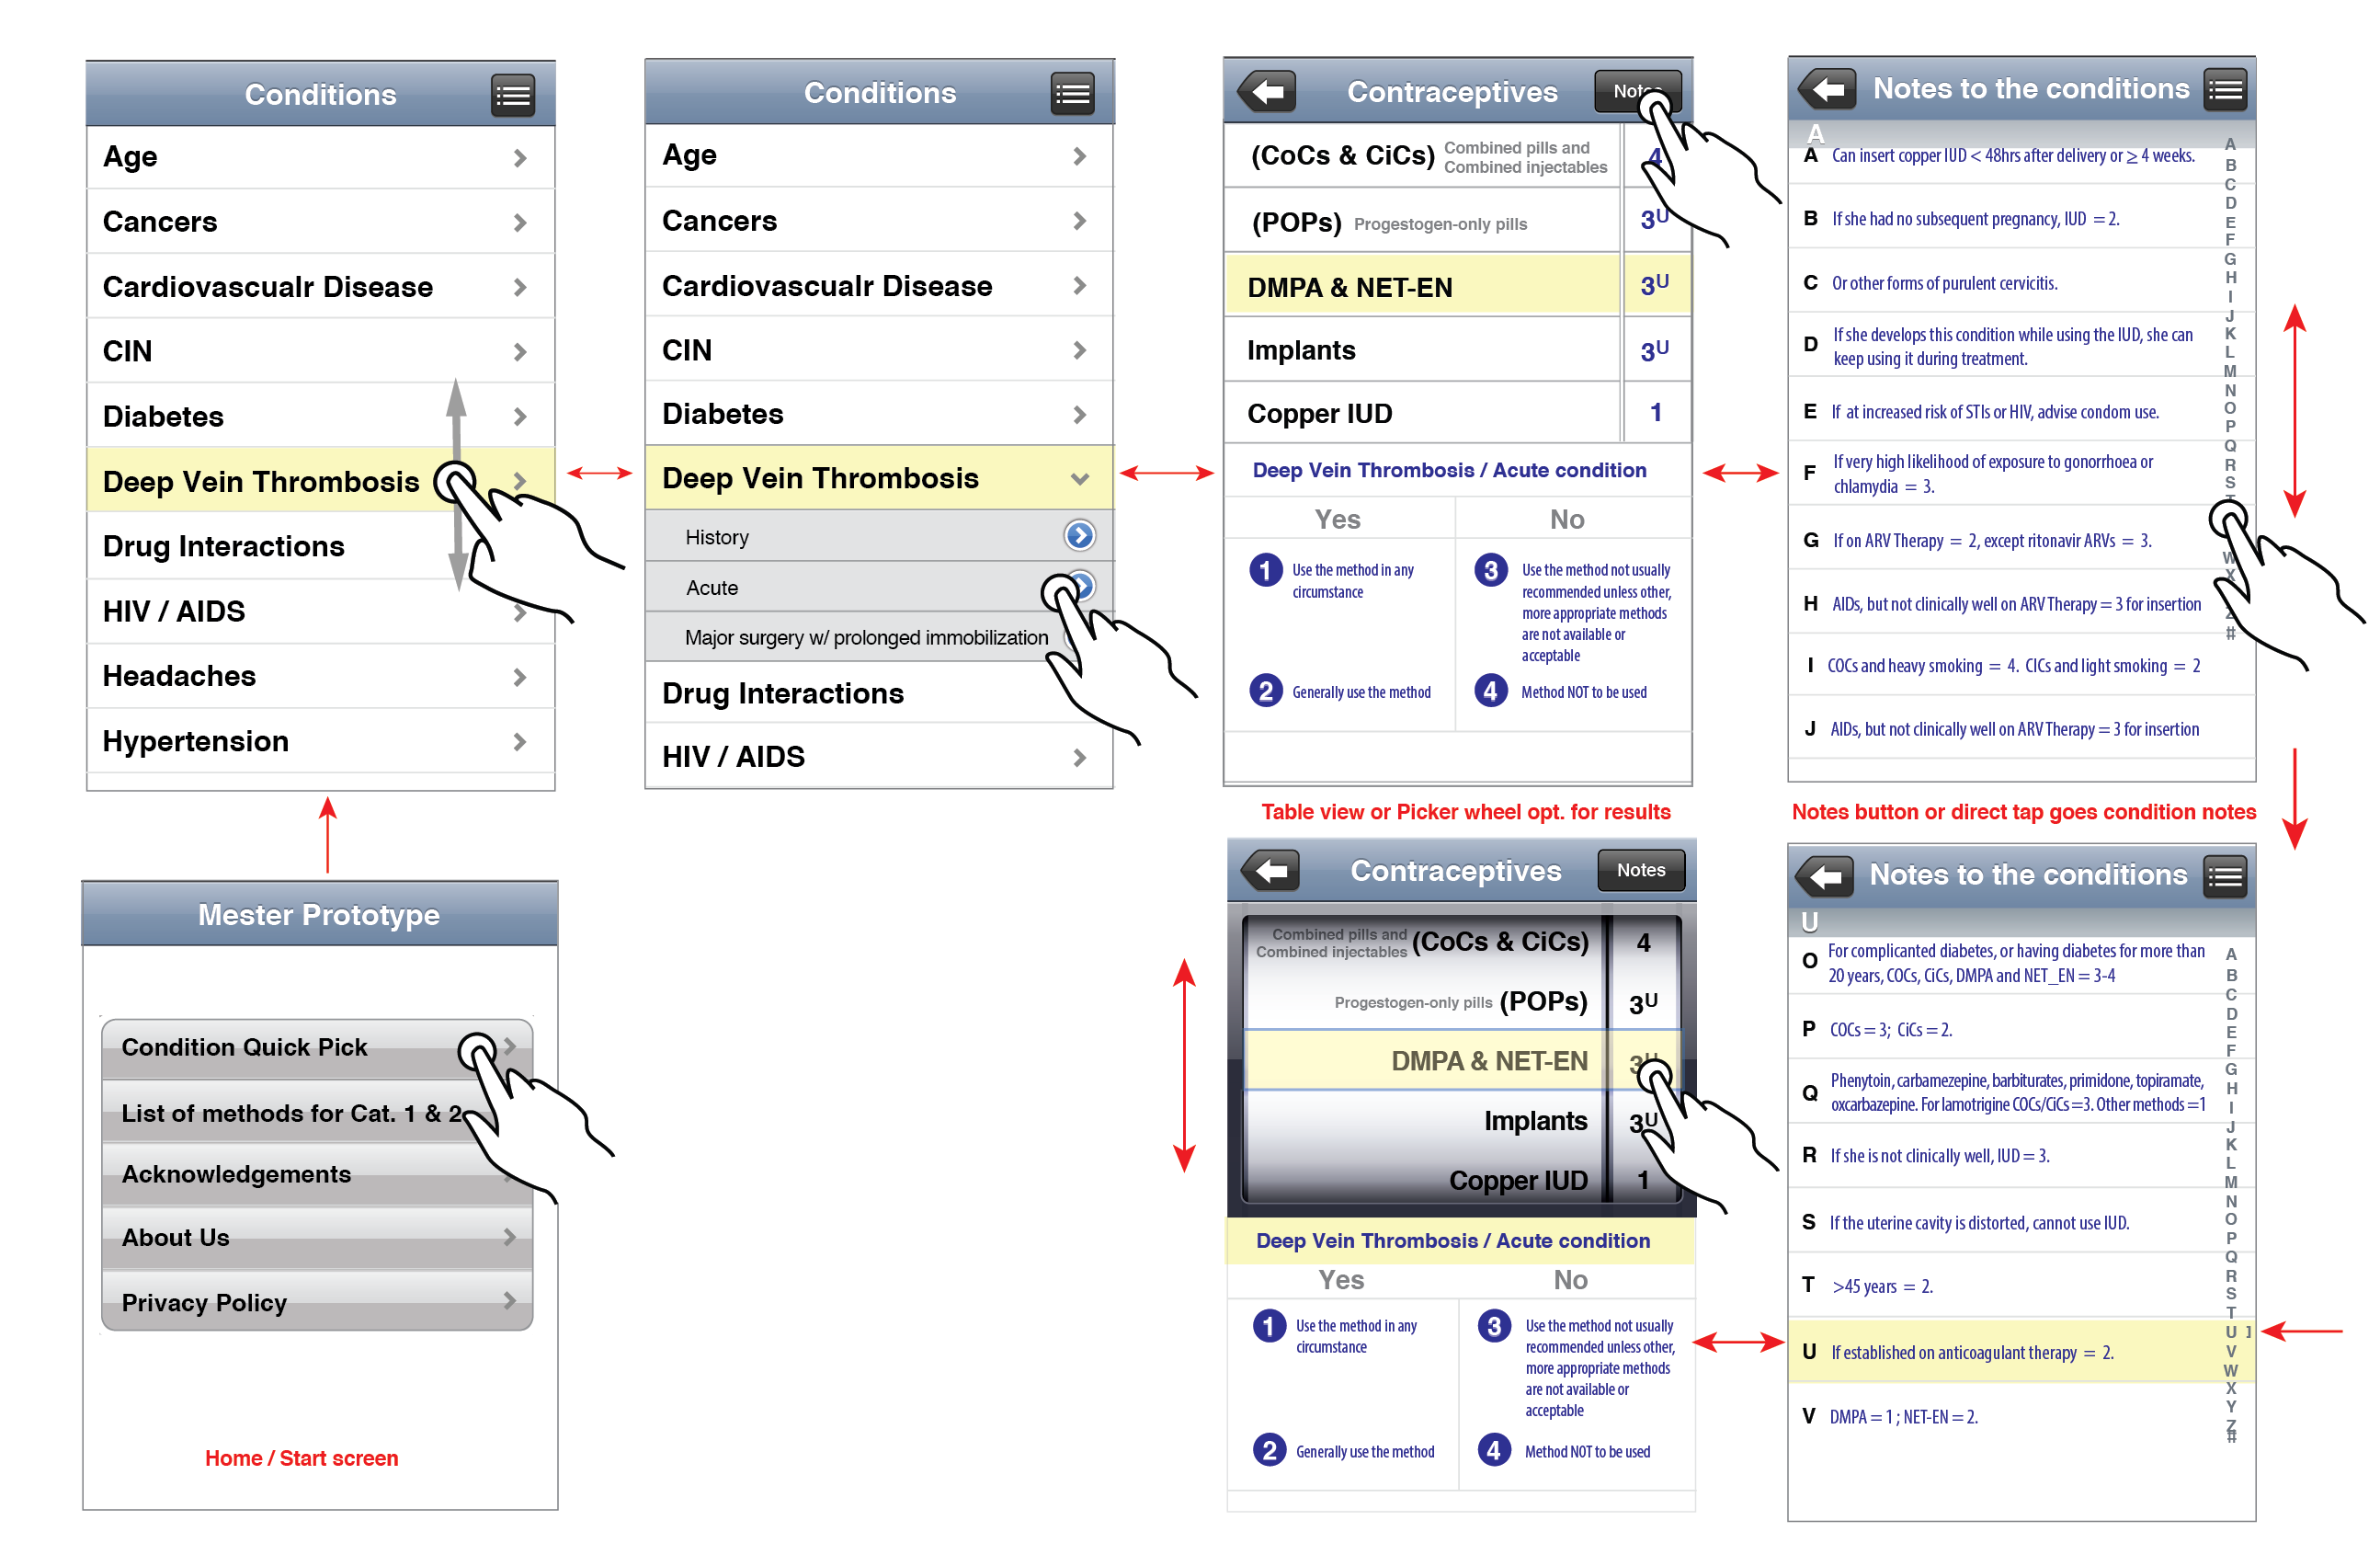 Conditions
Age
Cancers
Cardiovascualr Disease
CIN
Diabetes
Deep Vein Thrombosis
Drug Interactions
HIV / AIDS
Headaches
Hypertension
Conditions
Age
Cancers
Cardiovascualr Disease
CIN
Diabetes
Deep Vein Thrombosis
History
Acute
Major surgery w/ prolonged immobilization
Drug Interactions
HIV / AIDS
Contraceptives
(CoCs & CiCs) Combined pills and
Combined injectables
4
(POPs) Progestogen-only pills 3U
DMPA & NET-EN 3U
Implants 3U
Copper IUD 1
Deep Vein Thrombosis / Acute condition
Yes No
1 Use the method in any
circumstance
2 Generally use the method
3 Use the method not usually
recommended unless other,
more appropriate methods
are not available or
acceptable
4 Method NOT to be used
Table view or Picker wheel opt. for results
Notes to the conditions
A
A Can insert copper IUD < 48hrs after delivery or ≥ 4 weeks.
B If she had no subsequent pregnancy, IUD = 2.
C Or other forms of purulent cervicitis.
D If she develops this condition while using the IUD, she can
keep using it during treatment.
E If at increased risk of STIs or HIV, advise condom use.
F If very high likelihood of exposure to gonorrhoea or
chlamydia = 3.
G If on ARV Therapy = 2, except ritonavir ARVs = 3.
H AIDs, but not clinically well on ARV Therapy = 3 for insertion
I COCs and heavy smoking = 4. CICs and light smoking = 2
J AIDs, but not clinically well on ARV Therapy = 3 for insertion
A
B
C
D
E
F
G
H
I
J
K
L
M
N
O
P
Q
R
S
W
X
Z
#
Notes button or direct tap goes condition notes
Mester Prototype
Condition Quick Pick
List of methods for Cat. 1 & 2
Acknowledgements
About Us
Privacy Policy
Home / Start screen
Contraceptives
Notes
Combined pills and
Combined injectables
(CoCs & CiCs) 4
Progestogen-only pills (POPs) 3U
DMPA & NET-EN 3U
Implants 3U
Copper IUD 1
Deep Vein Thrombosis / Acute condition
Yes No
1 Use the method in any
circumstance
2 Generally use the method
3 Use the method not usually
recommended unless other,
more appropriate methods
are not available or
acceptable
4 Method NOT to be used
Notes to the conditions
U
O For complicanted diabetes, or having diabetes for more than
20 years, COCs, CiCs, DMPA and NET_EN = 3-4
P COCs = 3; CiCs = 2.
Q Phenytoin, carbamezepine, barbiturates, primidone, topiramate,
oxcarbazepine. For lamotrigine COCs/CiCs =3. Other methods =1
R If she is not clinically well, IUD = 3.
S If the uterine cavity is distorted, cannot use IUD.
T >45 years = 2.
U If established on anticoagulant therapy = 2.
V DMPA = 1 ; NET-EN = 2.
A
B
C
D
E
F
G
H
I
J
K
L
M
N
O
P
Q
R
S
T
U ]
V
W
X
Y
Z
#